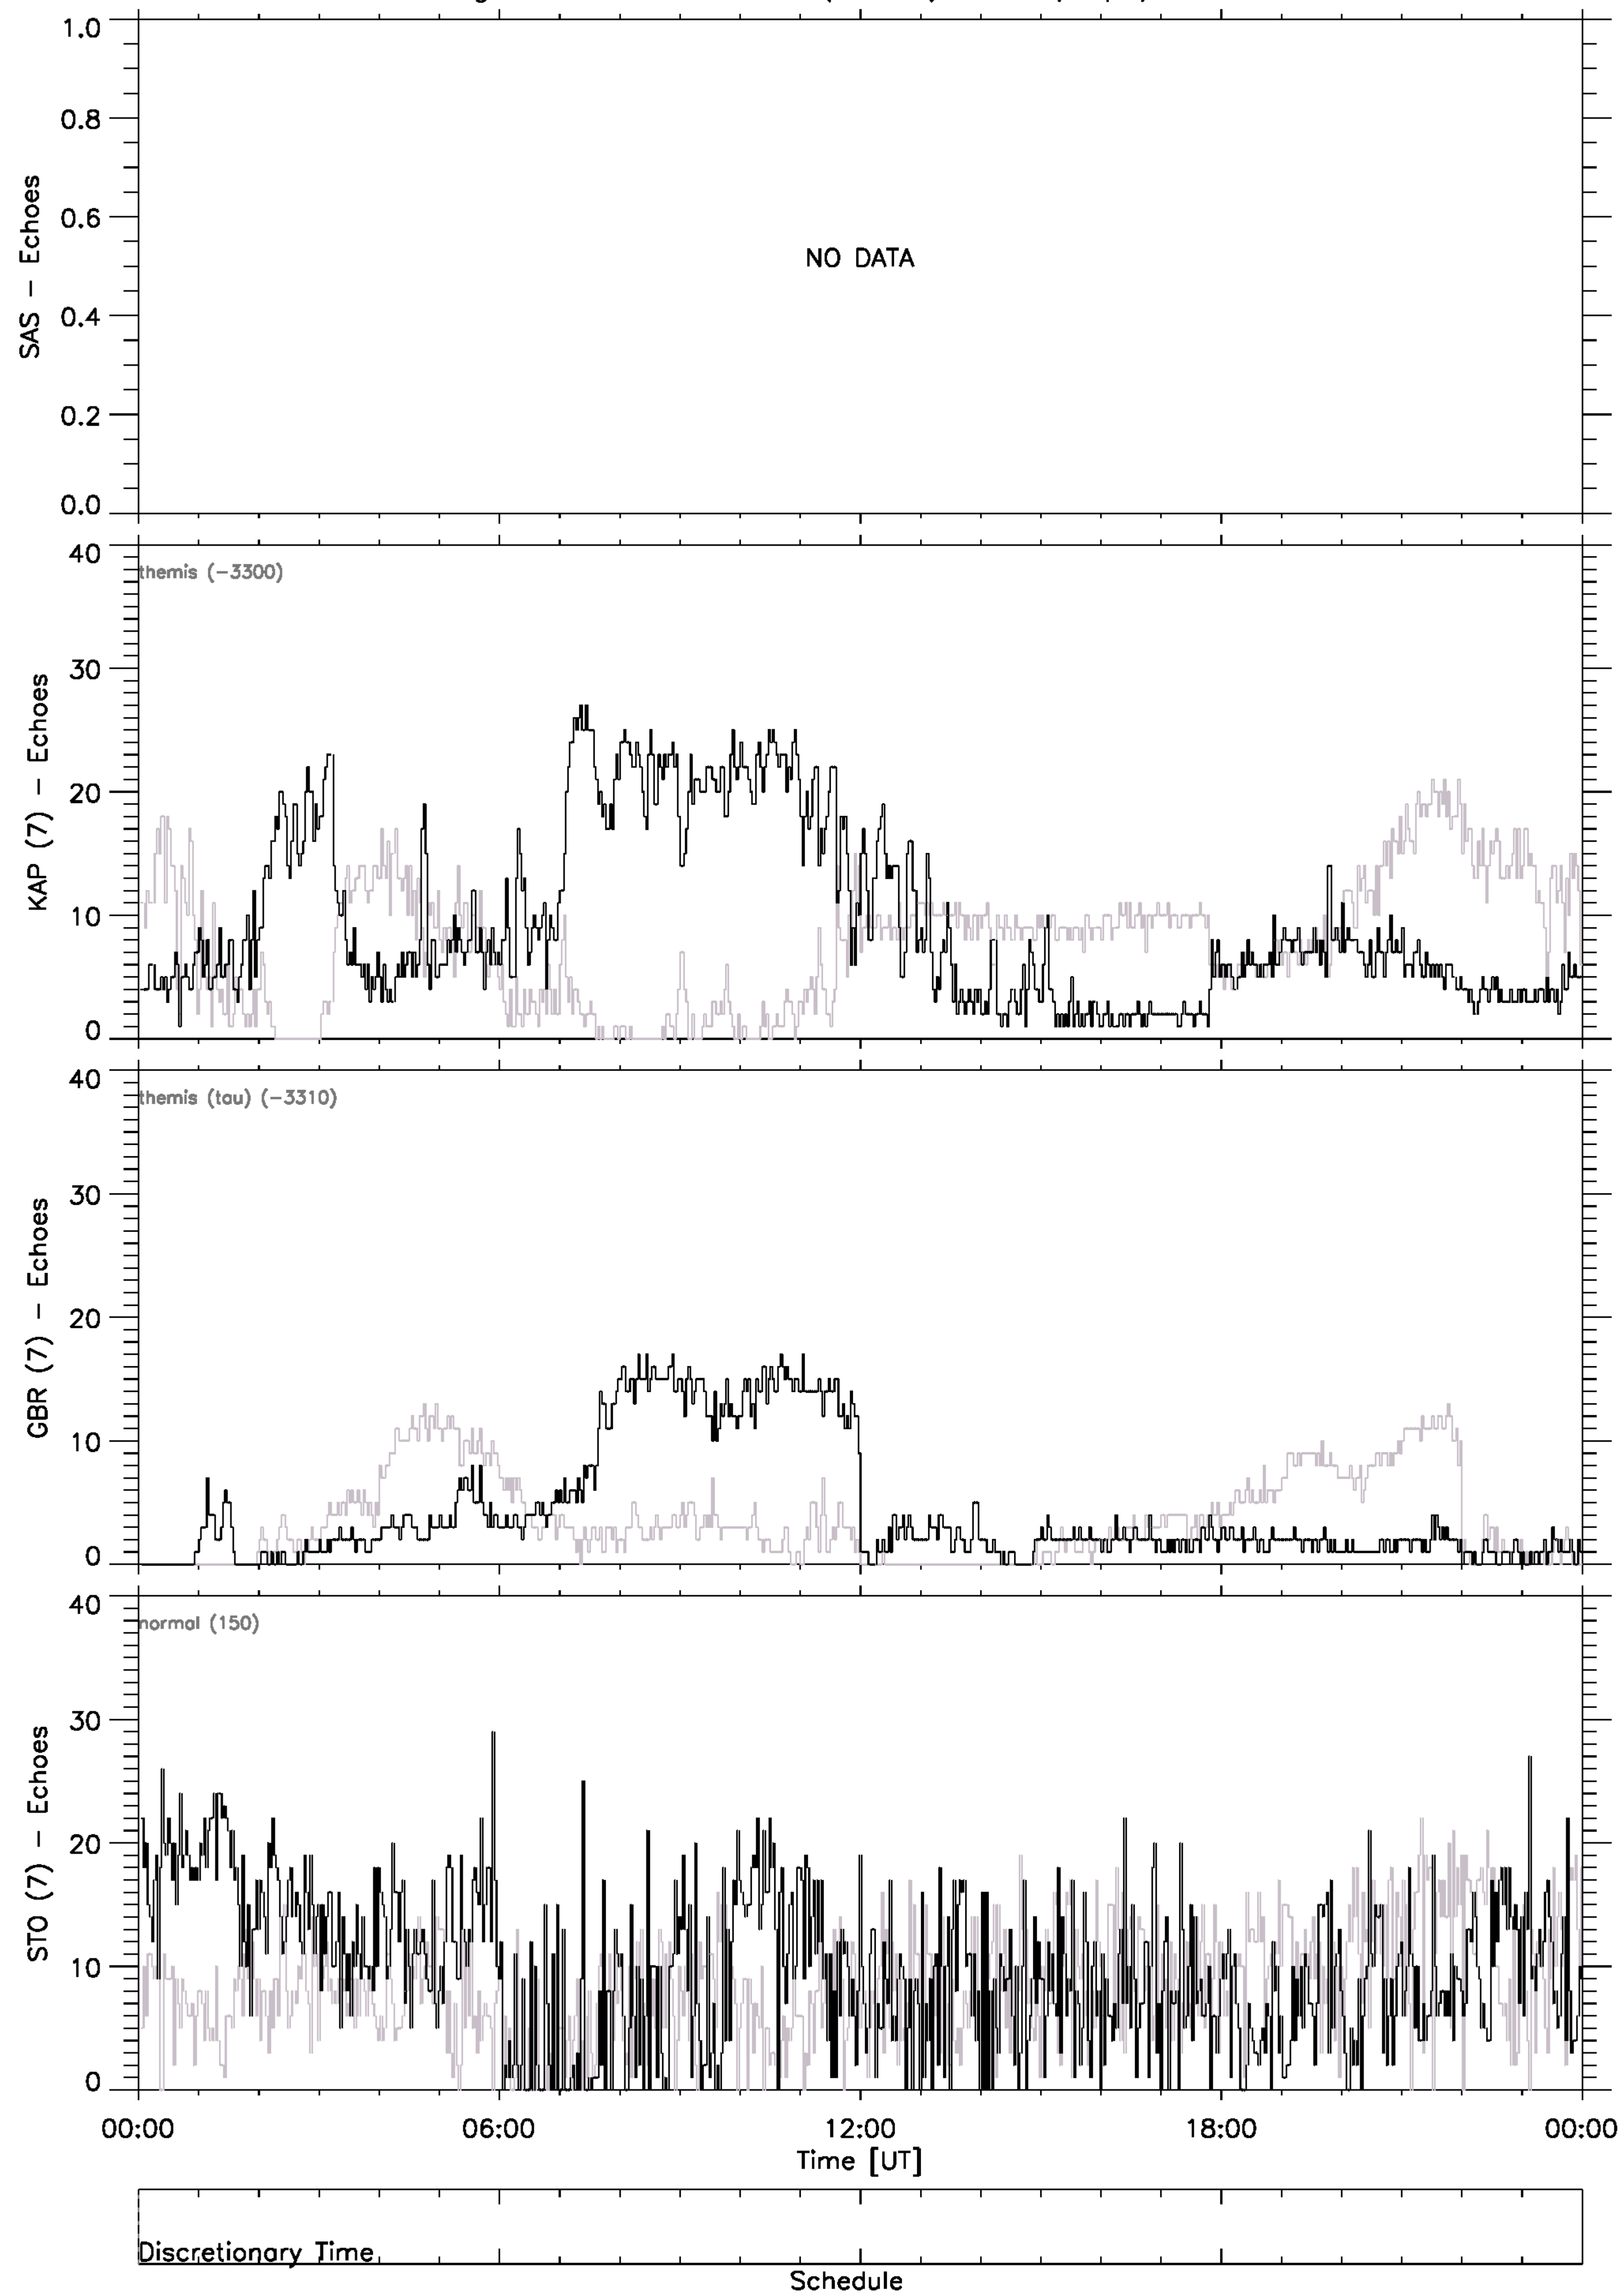 1.0
0.8
0.6
0.4
0.2
0.0
SAS – Echoes
NO DATA
40
30
20
10
0
KAP (7) – Echoes
themis (−3300)
40
30
20
10
0
GBR (7) – Echoes
themis (tau) (−3310)
40
30
20
10
0
STO (7) – Echoes
normal (150)
00:00 06:00 12:00 18:00 00:00
Time [UT]
Discretionary Time
Schedule